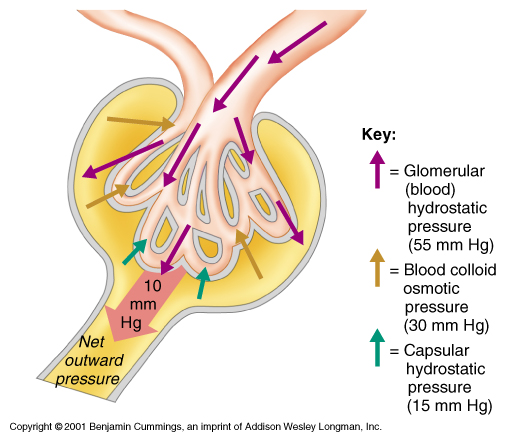 Key:
= Glomerular
(blood)
hydrostatic
pressure
(55 mm Hg)
= Blood colloid
osmotic
pressure
(30 mm Hg)
= Capsular
hydrostatic
pressure
(15 mm Hg)
10
mm
Hg
Net
outward
pressure
Copyright © 2001 Benjamin Cummings, an imprint of Addison Wesley Longman, Inc.